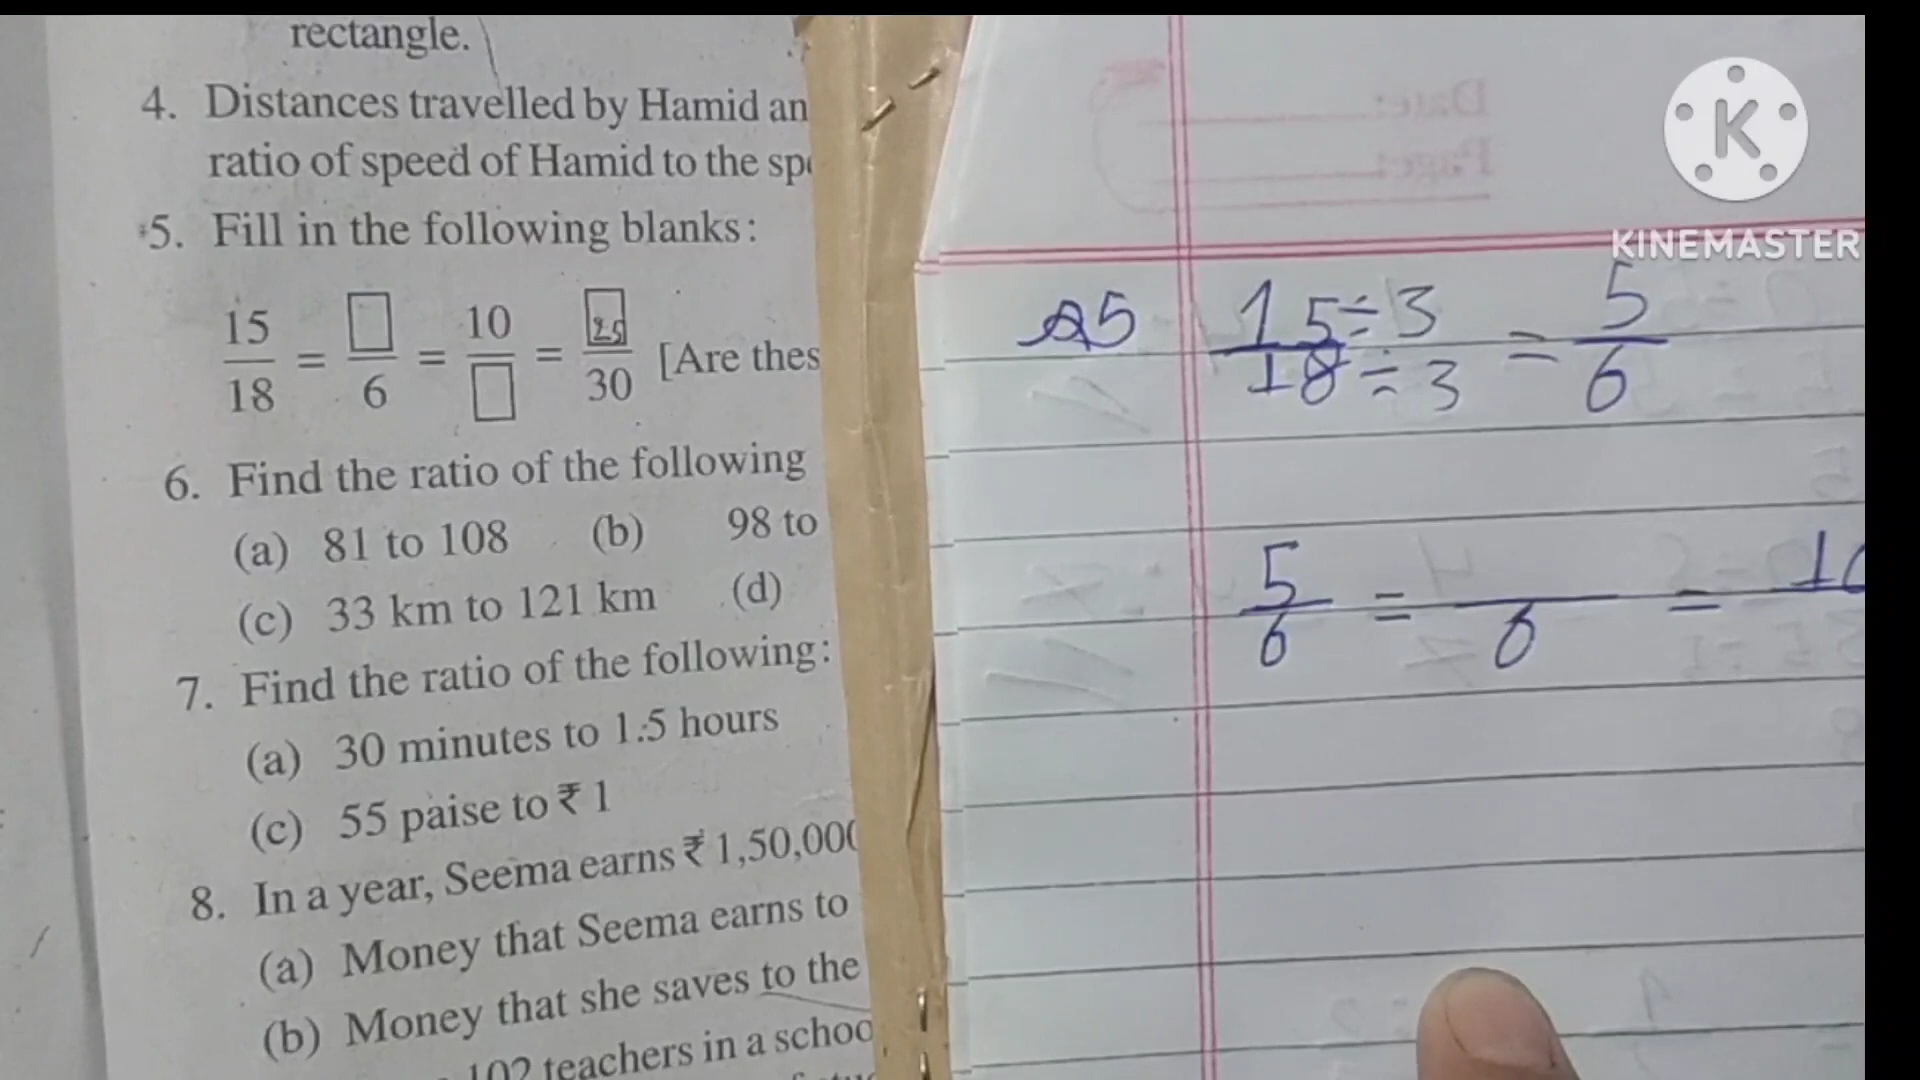 rectangle.
4. Distances travelled by Hamid an
ratio of speed of Hamid to the sp
5. Fill in the following blanks:
15/18 = □/6 = 10/□ = 25/30 [Are thes
6. Find the ratio of the following
(a) 81 to 108 (b) 98 to
(c) 33 km to 121 km (d)
7. Find the ratio of the following:
(a) 30 minutes to 1.5 hours
(c) 55 paise to ₹ 1
8. In a year, Seema earns ₹ 1,50,000
(a) Money that Seema earns to
(b) Money that she saves to the
102 teachers in a schoo
K
KINEMASTER
Date:
Page:
Q5 15÷3/18÷3 = 5/6
5/6 = /6 = 10